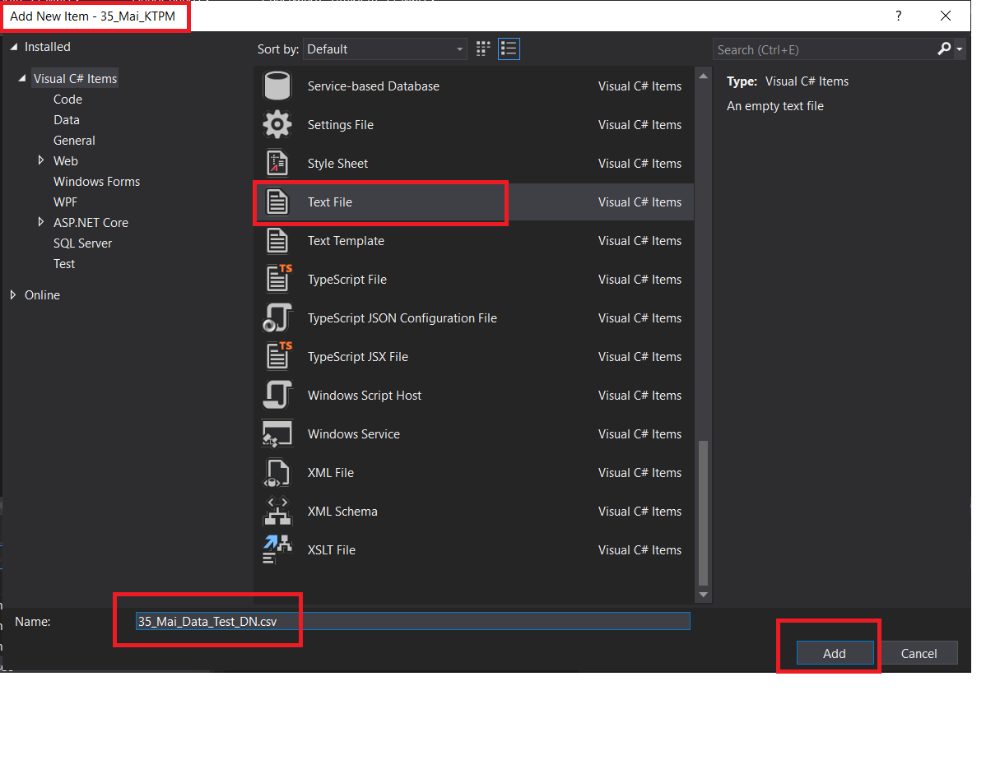 Add New Item - 35_Mai_KTPM
?
Installed
Sort by: Default
Search (Ctrl+E)
Visual C# Items
Code
Data
General
Web
Windows Forms
WPF
ASP.NET Core
SQL Server
Test
Online
Service-based Database Visual C# Items
Settings File Visual C# Items
Style Sheet Visual C# Items
Text File Visual C# Items
Text Template Visual C# Items
TS
TypeScript File Visual C# Items
TypeScript JSON Configuration File Visual C# Items
TS
TypeScript JSX File Visual C# Items
Windows Script Host Visual C# Items
Windows Service Visual C# Items
XML File Visual C# Items
XML Schema Visual C# Items
XSLT File Visual C# Items
Type: Visual C# Items
An empty text file
Name: 35_Mai_Data_Test_DN.csv
Add Cancel